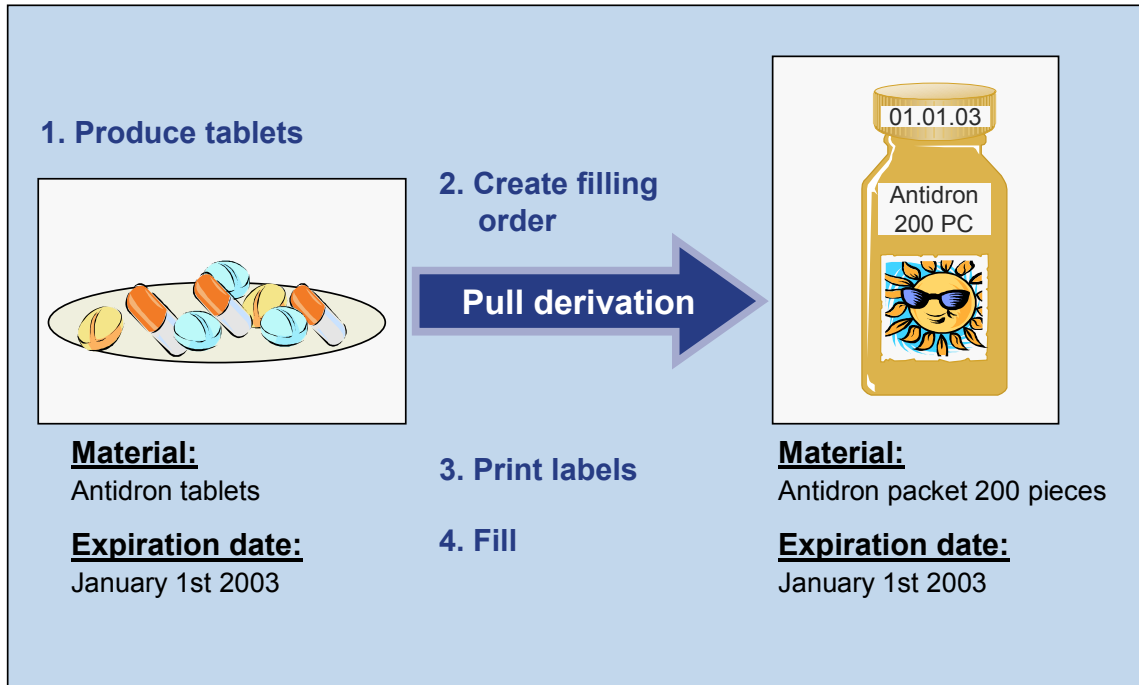 1. Produce tablets
2. Create filling
order
Pull derivation
3. Print labels
4. Fill
Material:
Antidron tablets
Expiration date:
January 1st 2003
01.01.03
Antidron
200 PC
Material:
Antidron packet 200 pieces
Expiration date:
January 1st 2003